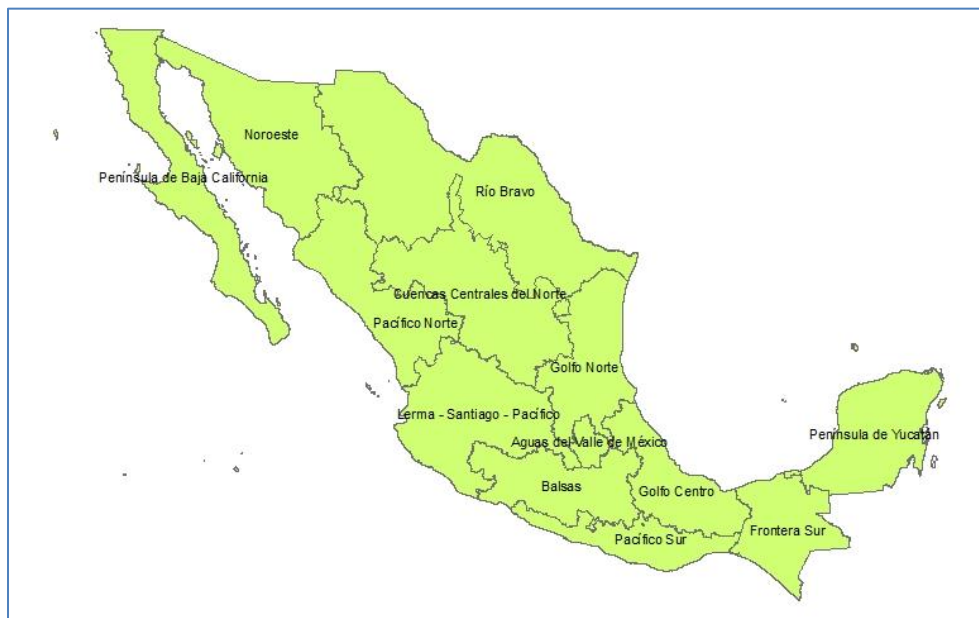 Noroeste
Península de Baja California
Río Bravo
Cuencas Centrales del Norte
Pacífico Norte
Golfo Norte
Lerma - Santiago - Pacífico
Península de Yucatán
Aguas del Valle de México
Balsas
Golfo Centro
Frontera Sur
Pacífico Sur